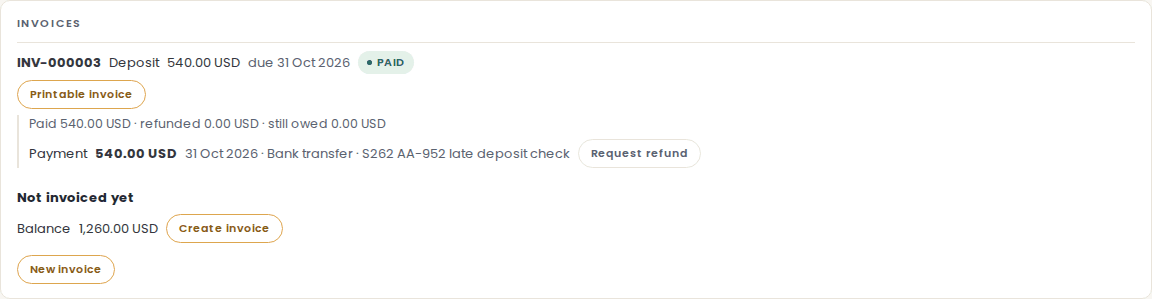 INVOICES
INV-000003 Deposit 540.00 USD due 31 Oct 2026 • PAID
Printable invoice
Paid 540.00 USD · refunded 0.00 USD · still owed 0.00 USD
Payment 540.00 USD 31 Oct 2026 · Bank transfer · S262 AA-952 late deposit check Request refund
Not invoiced yet
Balance 1,260.00 USD Create invoice
New invoice